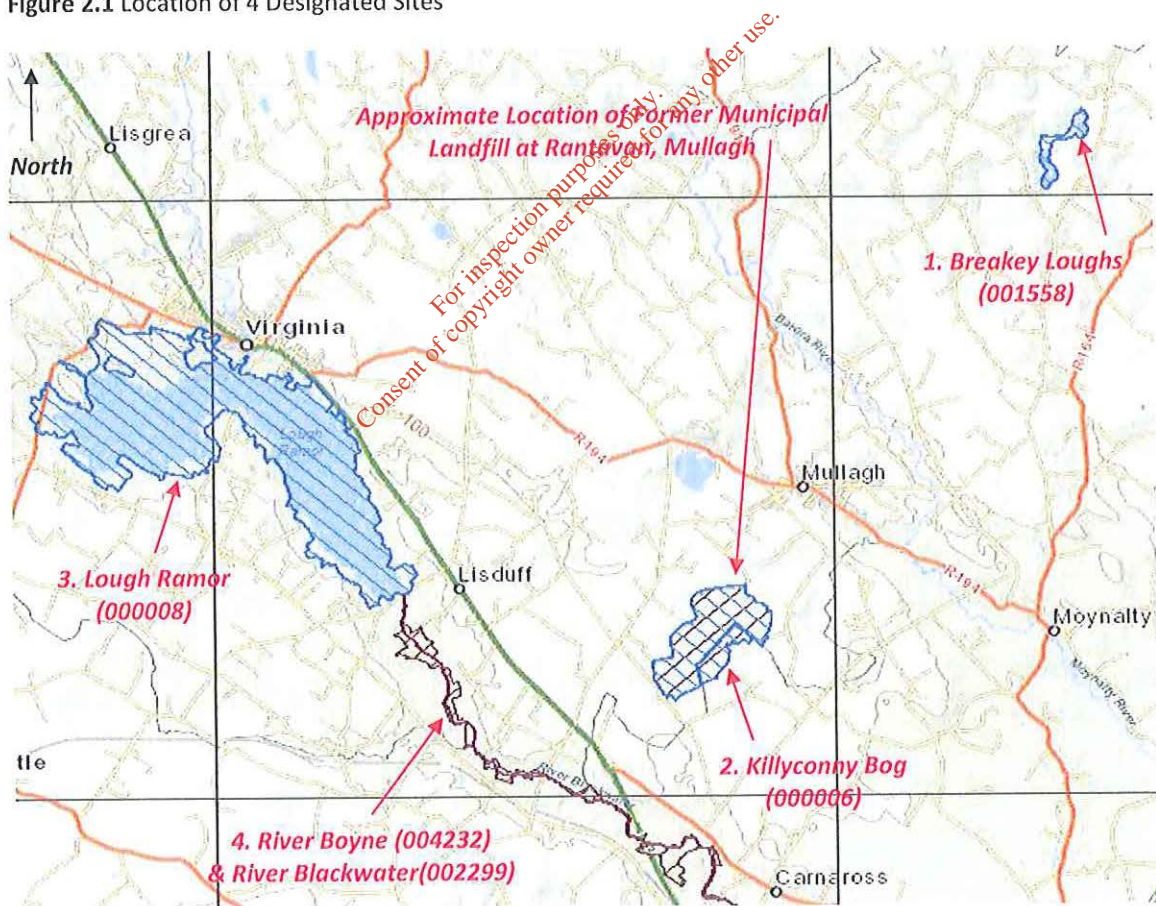 Figure 2.1 Location of 4 Designated Sites
For inspection purposes only.
Consent of copyright owner required for any other use.
Approximate Location of Former Municipal
Landfill at Rantavan, Mullagh
North
Lisgrea
1. Breakey Loughs
(001558)
Virginia
Barora River
R164
100
R194
Lough
Ramor
Mullagh
3. Lough Ramor
(000008)
Lisduff
R194
Moynalty
Moynalty River
tle
2. Killyconny Bog
(000006)
4. River Boyne (004232)
& River Blackwater(002299)
Carnaross